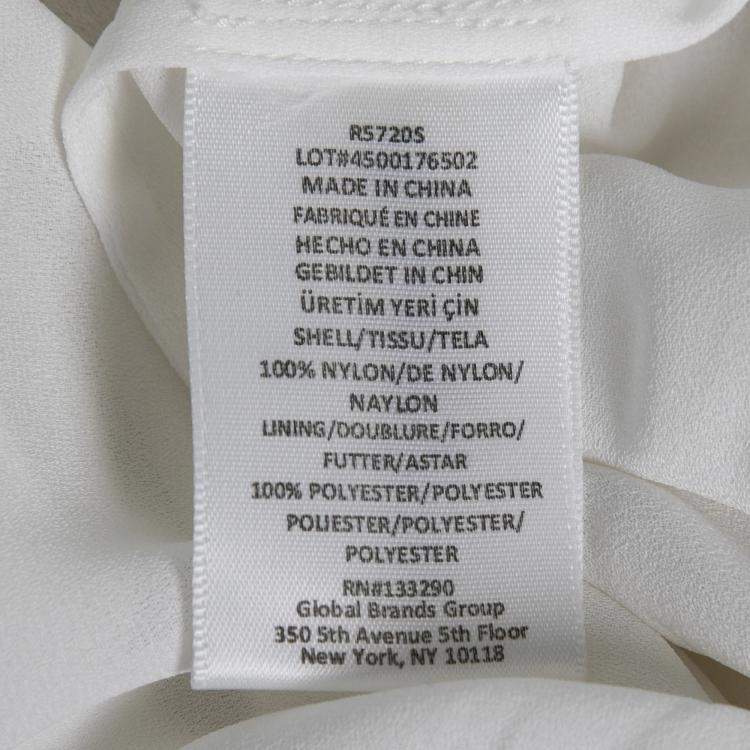 R5720S
LOT#4500176502
MADE IN CHINA
FABRIQUÉ EN CHINE
HECHO EN CHINA
GEBILDET IN CHIN
ÜRETİM YERİ ÇİN
SHELL/TISSU/TELA
100% NYLON/DE NYLON/
NAYLON
LINING/DOUBLURE/FORRO/
FUTTER/ASTAR
100% POLYESTER/POLYESTER
POLIESTER/POLYESTER/
POLYESTER
RN#133290
Global Brands Group
350 5th Avenue 5th Floor
New York, NY 10118